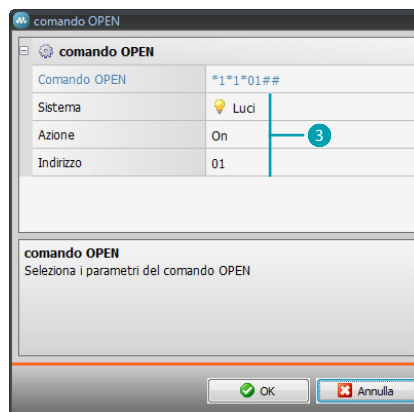 comando OPEN
comando OPEN
Comando OPEN *1*1*01##
Sistema Luci
Azione On
Indirizzo 01
3
comando OPEN
Seleziona i parametri del comando OPEN
OK Annulla